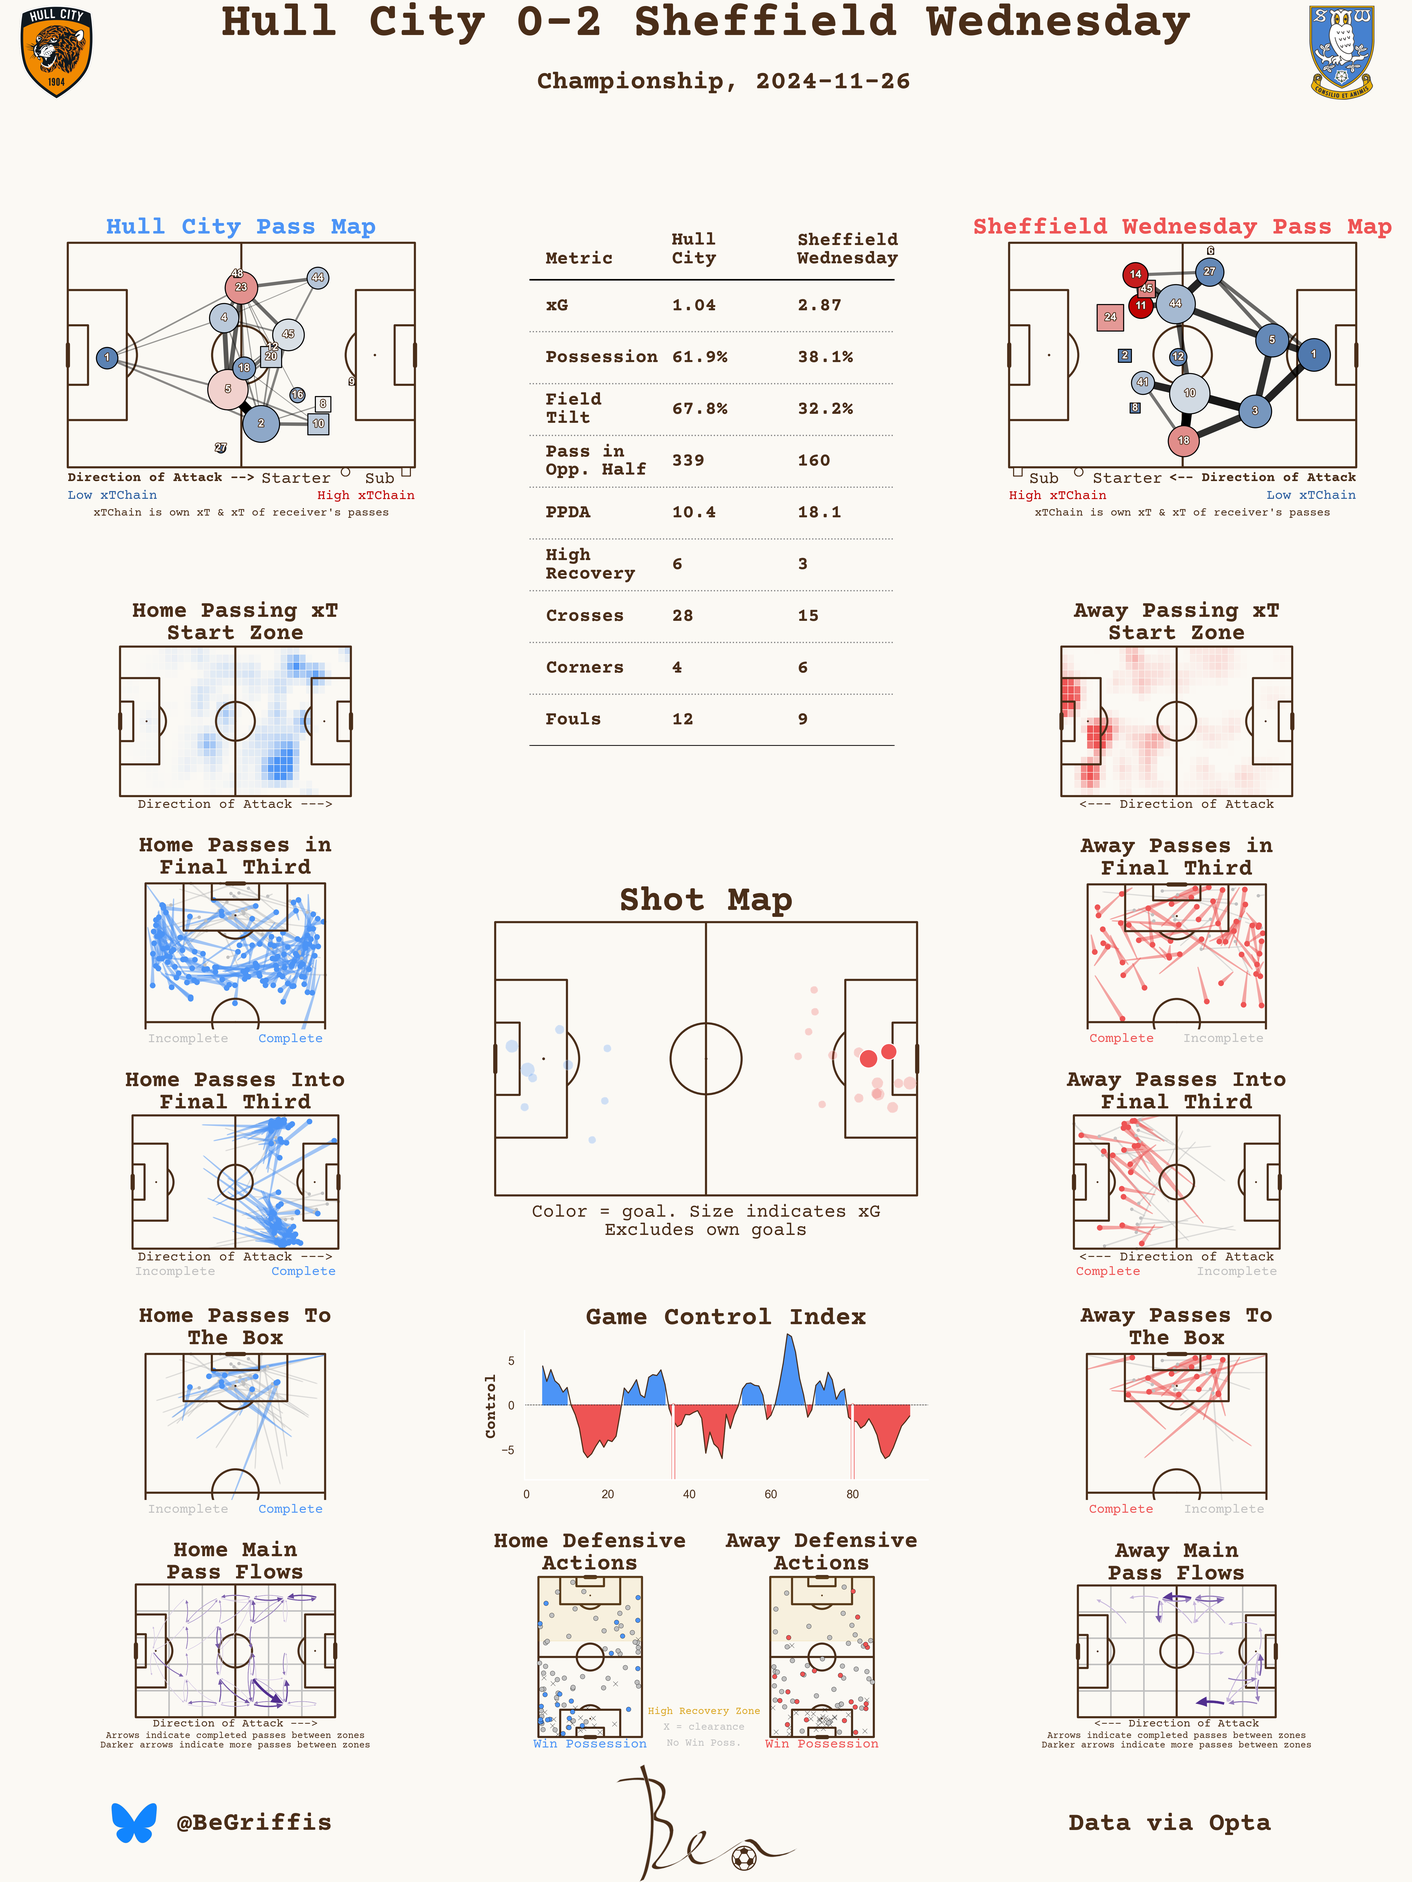 Hull City 0-2 Sheffield Wednesday
Championship, 2024-11-26
HULL CITY
1904
S W
CONSILIO ET ANIMIS
Hull City Pass Map
48
23
44
4
45
12
20
1
18
5
16
9
8
2
10
27
Direction of Attack --> Starter Sub
Low xTChain High xTChain
xTChain is own xT & xT of receiver's passes
Metric Hull City Sheffield Wednesday
xG 1.04 2.87
Possession 61.9% 38.1%
Field Tilt 67.8% 32.2%
Pass in Opp. Half 339 160
PPDA 10.4 18.1
High Recovery 6 3
Crosses 28 15
Corners 4 6
Fouls 12 9
Sheffield Wednesday Pass Map
6
14
27
45
11
44
24
5
2
12
1
41
10
8
3
18
Sub Starter <-- Direction of Attack
High xTChain Low xTChain
xTChain is own xT & xT of receiver's passes
Home Passing xT
Start Zone
Direction of Attack --->
Away Passing xT
Start Zone
<--- Direction of Attack
Home Passes in
Final Third
Incomplete Complete
Away Passes in
Final Third
Complete Incomplete
Shot Map
Color = goal. Size indicates xG
Excludes own goals
Home Passes Into
Final Third
Direction of Attack --->
Incomplete Complete
Away Passes Into
Final Third
<--- Direction of Attack
Complete Incomplete
Home Passes To
The Box
Incomplete Complete
Game Control Index
Control
5
0
−5
0 20 40 60 80
Away Passes To
The Box
Complete Incomplete
Home Main
Pass Flows
Direction of Attack --->
Arrows indicate completed passes between zones
Darker arrows indicate more passes between zones
Home Defensive
Actions
Win Possession
High Recovery Zone
X = clearance
No Win Poss.
Away Defensive
Actions
Win Possession
Away Main
Pass Flows
<--- Direction of Attack
Arrows indicate completed passes between zones
Darker arrows indicate more passes between zones
@BeGriffis
Ben
Data via Opta